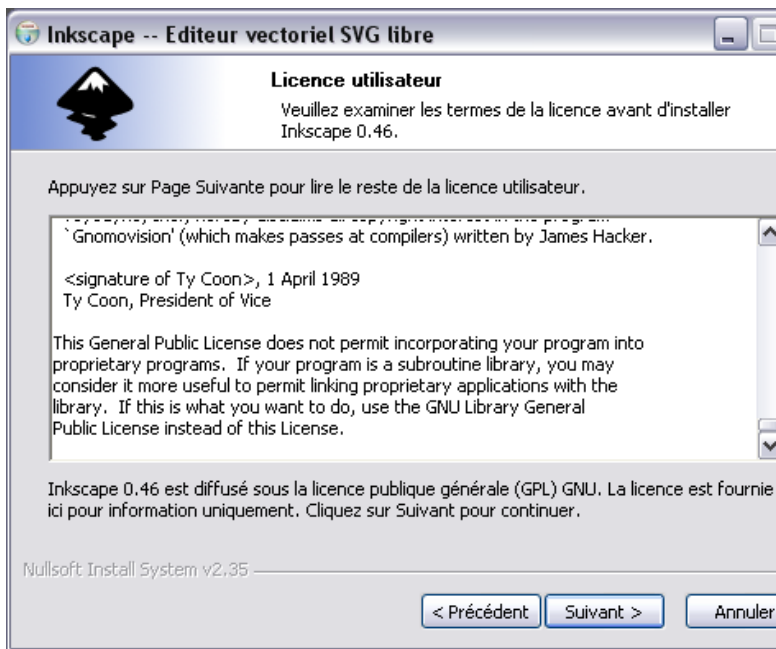 Inkscape -- Editeur vectoriel SVG libre
Licence utilisateur
Veuillez examiner les termes de la licence avant d'installer
Inkscape 0.46.
Appuyez sur Page Suivante pour lire le reste de la licence utilisateur.
`Gnomovision' (which makes passes at compilers) written by James Hacker.
<signature of Ty Coon>, 1 April 1989
Ty Coon, President of Vice
This General Public License does not permit incorporating your program into
proprietary programs.  If your program is a subroutine library, you may
consider it more useful to permit linking proprietary applications with the
library.  If this is what you want to do, use the GNU Library General
Public License instead of this License.
Inkscape 0.46 est diffusé sous la licence publique générale (GPL) GNU. La licence est fournie
ici pour information uniquement. Cliquez sur Suivant pour continuer.
Nullsoft Install System v2.35
< Précédent
Suivant >
Annuler